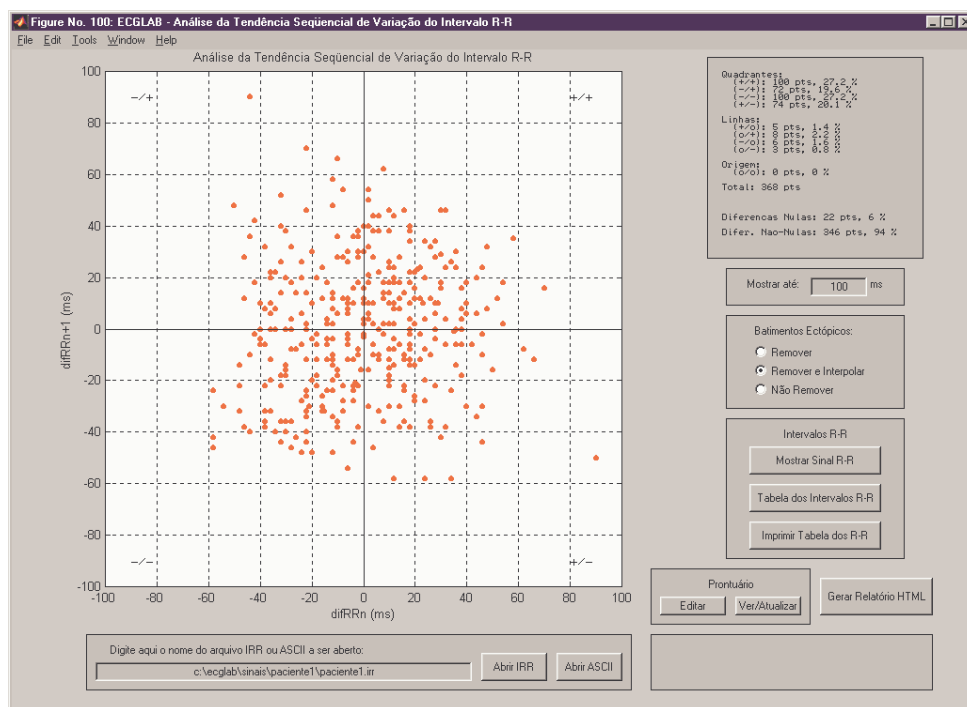 Figure No. 100: ECGLAB - Análise da Tendência Seqüencial de Variação do Intervalo R-R
File Edit Tools Window Help
Análise da Tendência Seqüencial de Variação do Intervalo R-R
100
80
60
40
20
0
-20
-40
-60
-80
-100
difRRn+1 (ms)
-/+
+/+
-/-
+/-
-100 -80 -60 -40 -20 0 20 40 60 80 100
difRRn (ms)
Quadrantes:
(+/+): 100 pts, 27.2 %
(-/+): 72 pts, 19.6 %
(-/-): 100 pts, 27.2 %
(+/-): 74 pts, 20.1 %
Linhas:
(+/o): 5 pts, 1.4 %
(o/+): 8 pts, 2.2 %
(-/o): 6 pts, 1.6 %
(o/-): 3 pts, 0.8 %
Origem:
(o/o): 0 pts, 0 %
Total: 368 pts
Diferencas Nulas: 22 pts, 6 %
Difer. Nao-Nulas: 346 pts, 94 %
Mostrar até: 100 ms
Batimentos Ectópicos:
Remover
Remover e Interpolar
Não Remover
Intervalos R-R
Mostrar Sinal R-R
Tabela dos Intervalos R-R
Imprimir Tabela dos R-R
Prontuário
Editar Ver/Atualizar
Gerar Relatório HTML
Digite aqui o nome do arquivo IRR ou ASCII a ser aberto:
c:\ecglab\sinais\paciente1\paciente1.irr
Abrir IRR Abrir ASCII